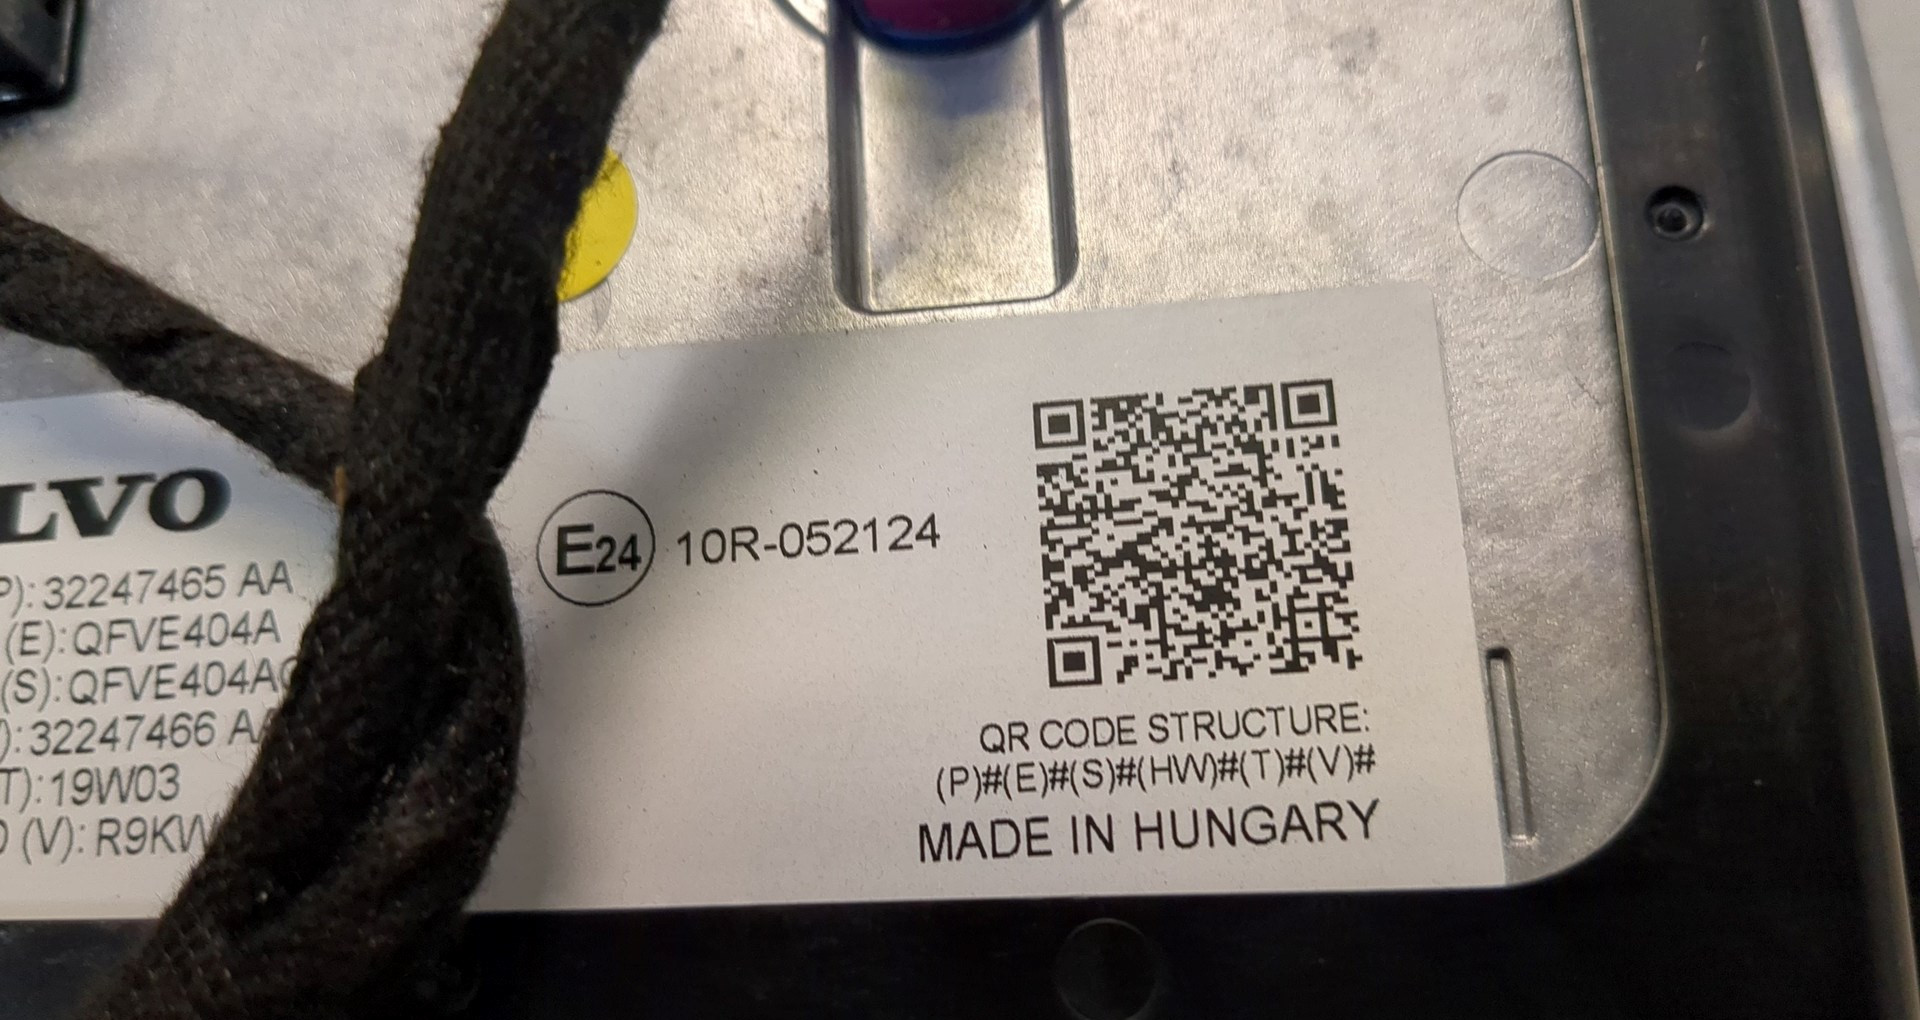 LVO
P): 32247465 AA
(E): QFVE404A
(S): QFVE404A
): 32247466 A
T): 19W03
(V): R9KW
E24 10R-052124
QR CODE STRUCTURE:
(P)#(E)#(S)#(HW)#(T)#(V)#
MADE IN HUNGARY